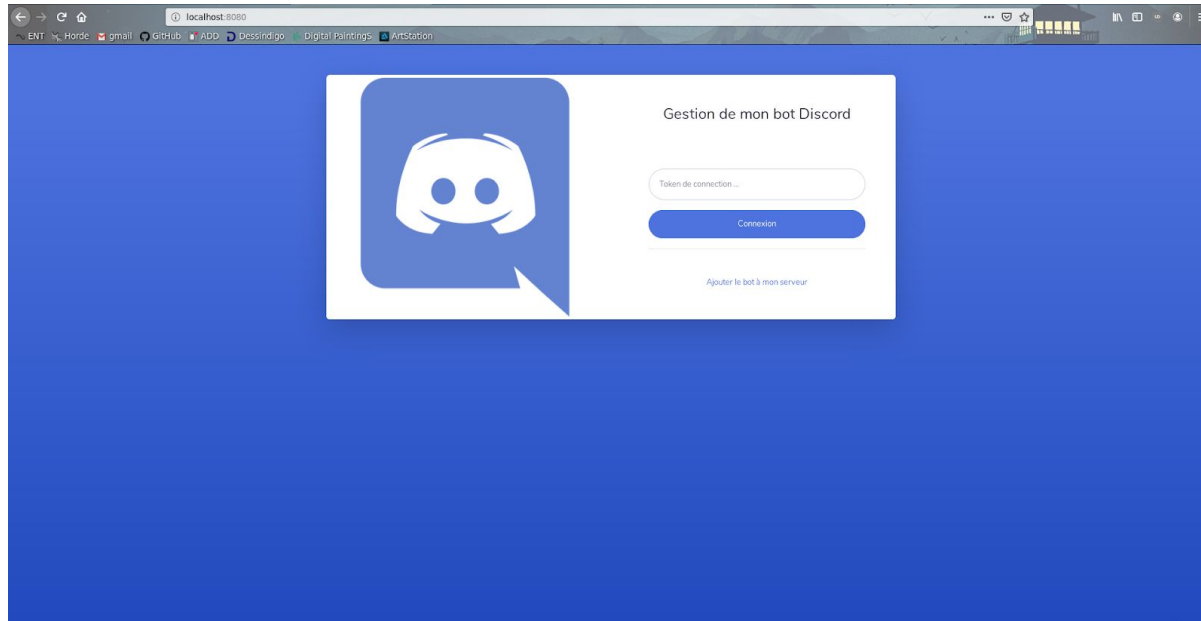 localhost:8080
ENT Horde gmail GitHub ADD Dessindigo Digital PaintingS ArtStation
Gestion de mon bot Discord
Token de connection ...
Connexion
Ajouter le bot à mon serveur